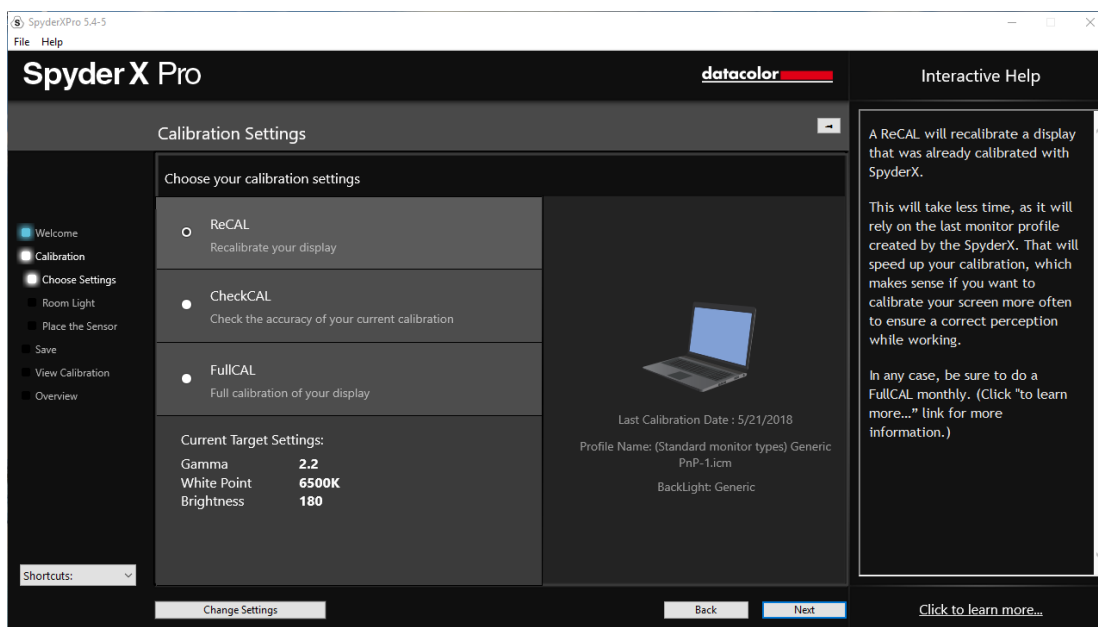 SpyderXPro 5.4-5
File Help
Spyder X Pro
datacolor
Interactive Help
Calibration Settings
Choose your calibration settings
Welcome
Calibration
Choose Settings
Room Light
Place the Sensor
Save
View Calibration
Overview
Shortcuts:
ReCAL
Recalibrate your display
CheckCAL
Check the accuracy of your current calibration
FullCAL
Full calibration of your display
Current Target Settings:
Gamma 2.2
White Point 6500K
Brightness 180
Last Calibration Date : 5/21/2018
Profile Name: (Standard monitor types) Generic
PnP-1.icm
BackLight: Generic
A ReCAL will recalibrate a display
that was already calibrated with
SpyderX.
This will take less time, as it will
rely on the last monitor profile
created by the SpyderX. That will
speed up your calibration, which
makes sense if you want to
calibrate your screen more often
to ensure a correct perception
while working.
In any case, be sure to do a
FullCAL monthly. (Click "to learn
more…” link for more
information.)
Change Settings
Back
Next
Click to learn more...